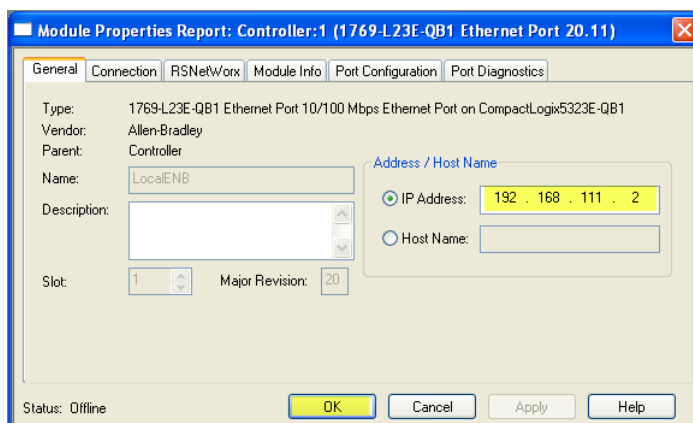 Module Properties Report: Controller:1 (1769-L23E-QB1 Ethernet Port 20.11)
General Connection RSNetWorx Module Info Port Configuration Port Diagnostics
Type: 1769-L23E-QB1 Ethernet Port 10/100 Mbps Ethernet Port on CompactLogix5323E-QB1
Vendor: Allen-Bradley
Parent: Controller
Address / Host Name
Name: LocalENB
IP Address: 192 . 168 . 111 . 2
Description:
Host Name:
Slot: 1 Major Revision: 20
Status: Offline OK Cancel Apply Help